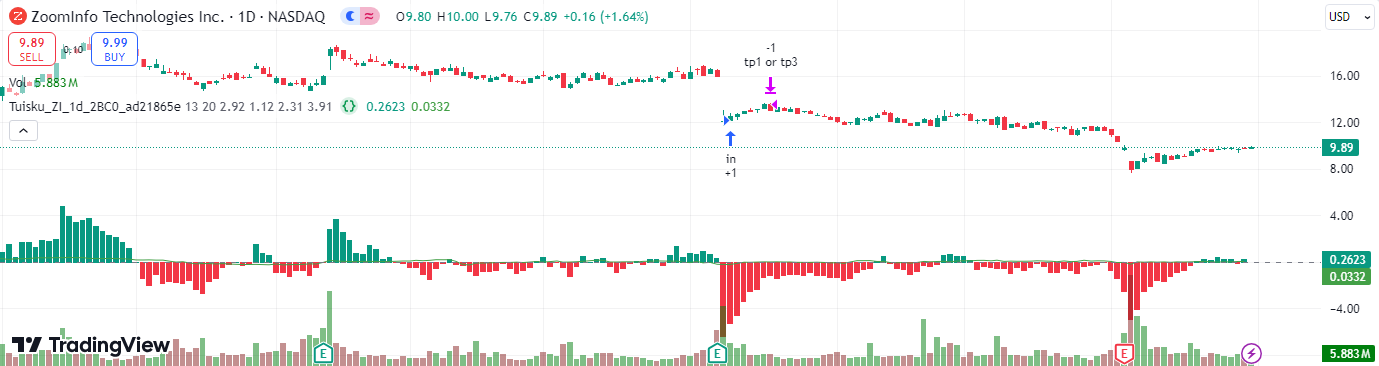 ZoomInfo Technologies Inc. · 1D · NASDAQ O9.80 H10.00 L9.76 C9.89 +0.16 (+1.64%)
USD
9.89
SELL
0.10
9.99
BUY
Vol 5.883M
Tuisku_ZI_1d_2BC0_ad21865e 13 20 2.92 1.12 2.31 3.91 {} 0.2623 0.0332
-1
tp1 or tp3
in
+1
16.00
12.00
9.89
8.00
4.00
0.2623
0.0332
−4.00
5.883M
TradingView
E
E
E